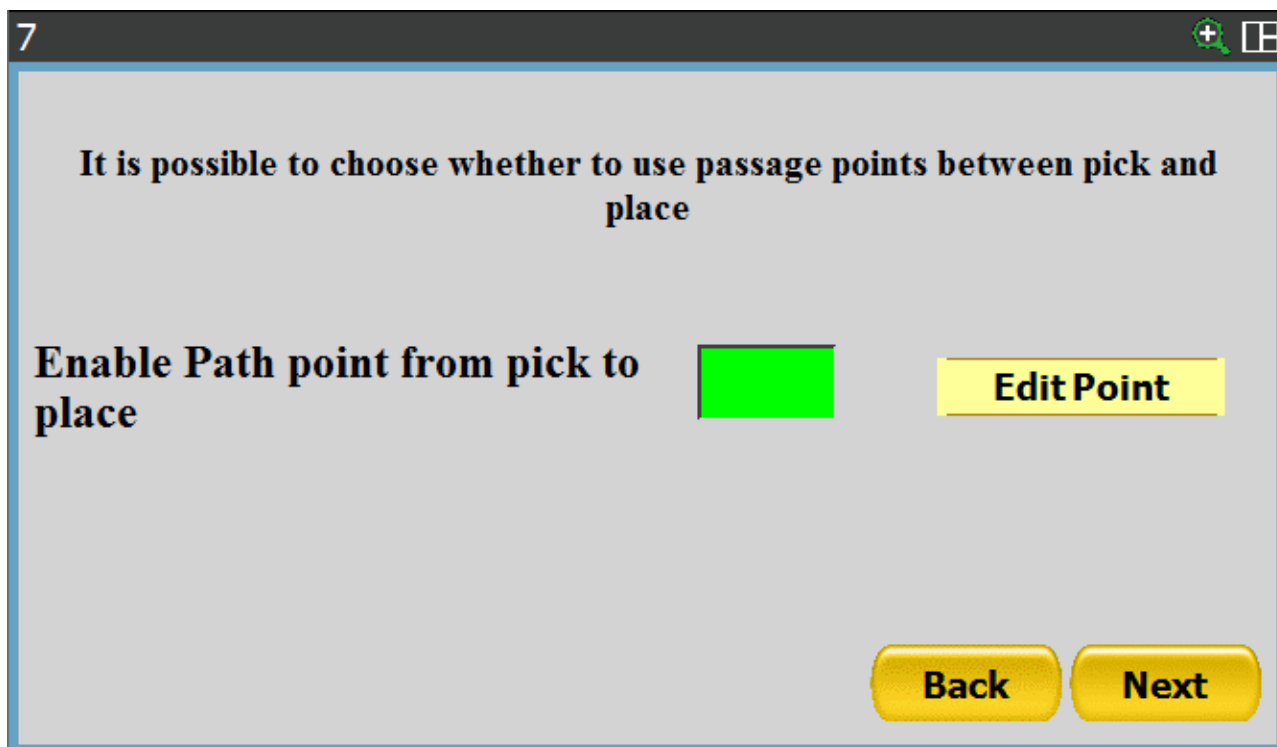 7
It is possible to choose whether to use passage points between pick and
place
Enable Path point from pick to
place
Edit Point
Back
Next